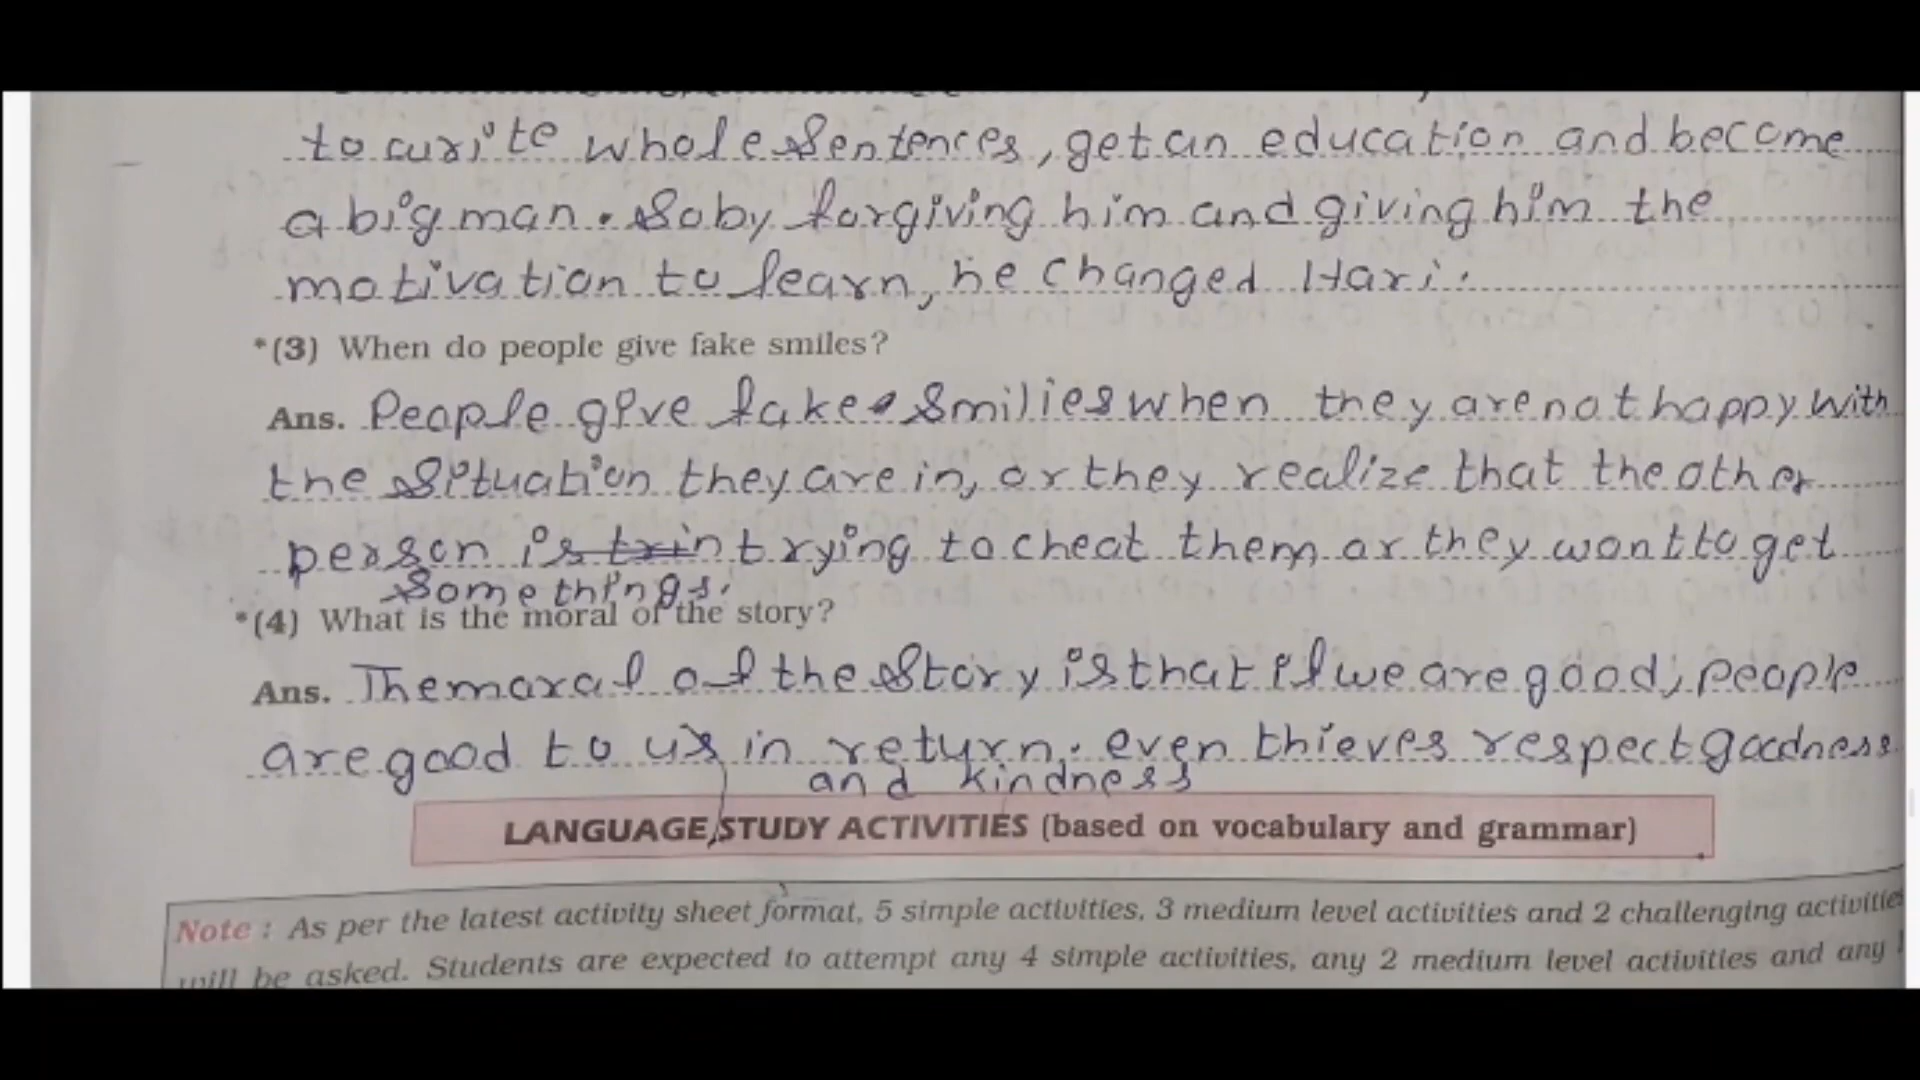 to write whole sentences, get an education and become
a big man. So by forgiving him and giving him the
motivation to learn, he changed Hari.
*(3) When do people give fake smiles?
Ans. People give fake smilies when they are not happy with
the situation they are in, or they realize that the other
person is trin trying to cheat them or they want to get
somethings.
*(4) What is the moral of the story?
Ans. The moral of the story is that if we are good, people
are good to us in return. even thieves respect goodness
and kindness
LANGUAGE STUDY ACTIVITIES (based on vocabulary and grammar)
Note : As per the latest activity sheet format, 5 simple activities, 3 medium level activities and 2 challenging activities
will be asked. Students are expected to attempt any 4 simple activities, any 2 medium level activities and any